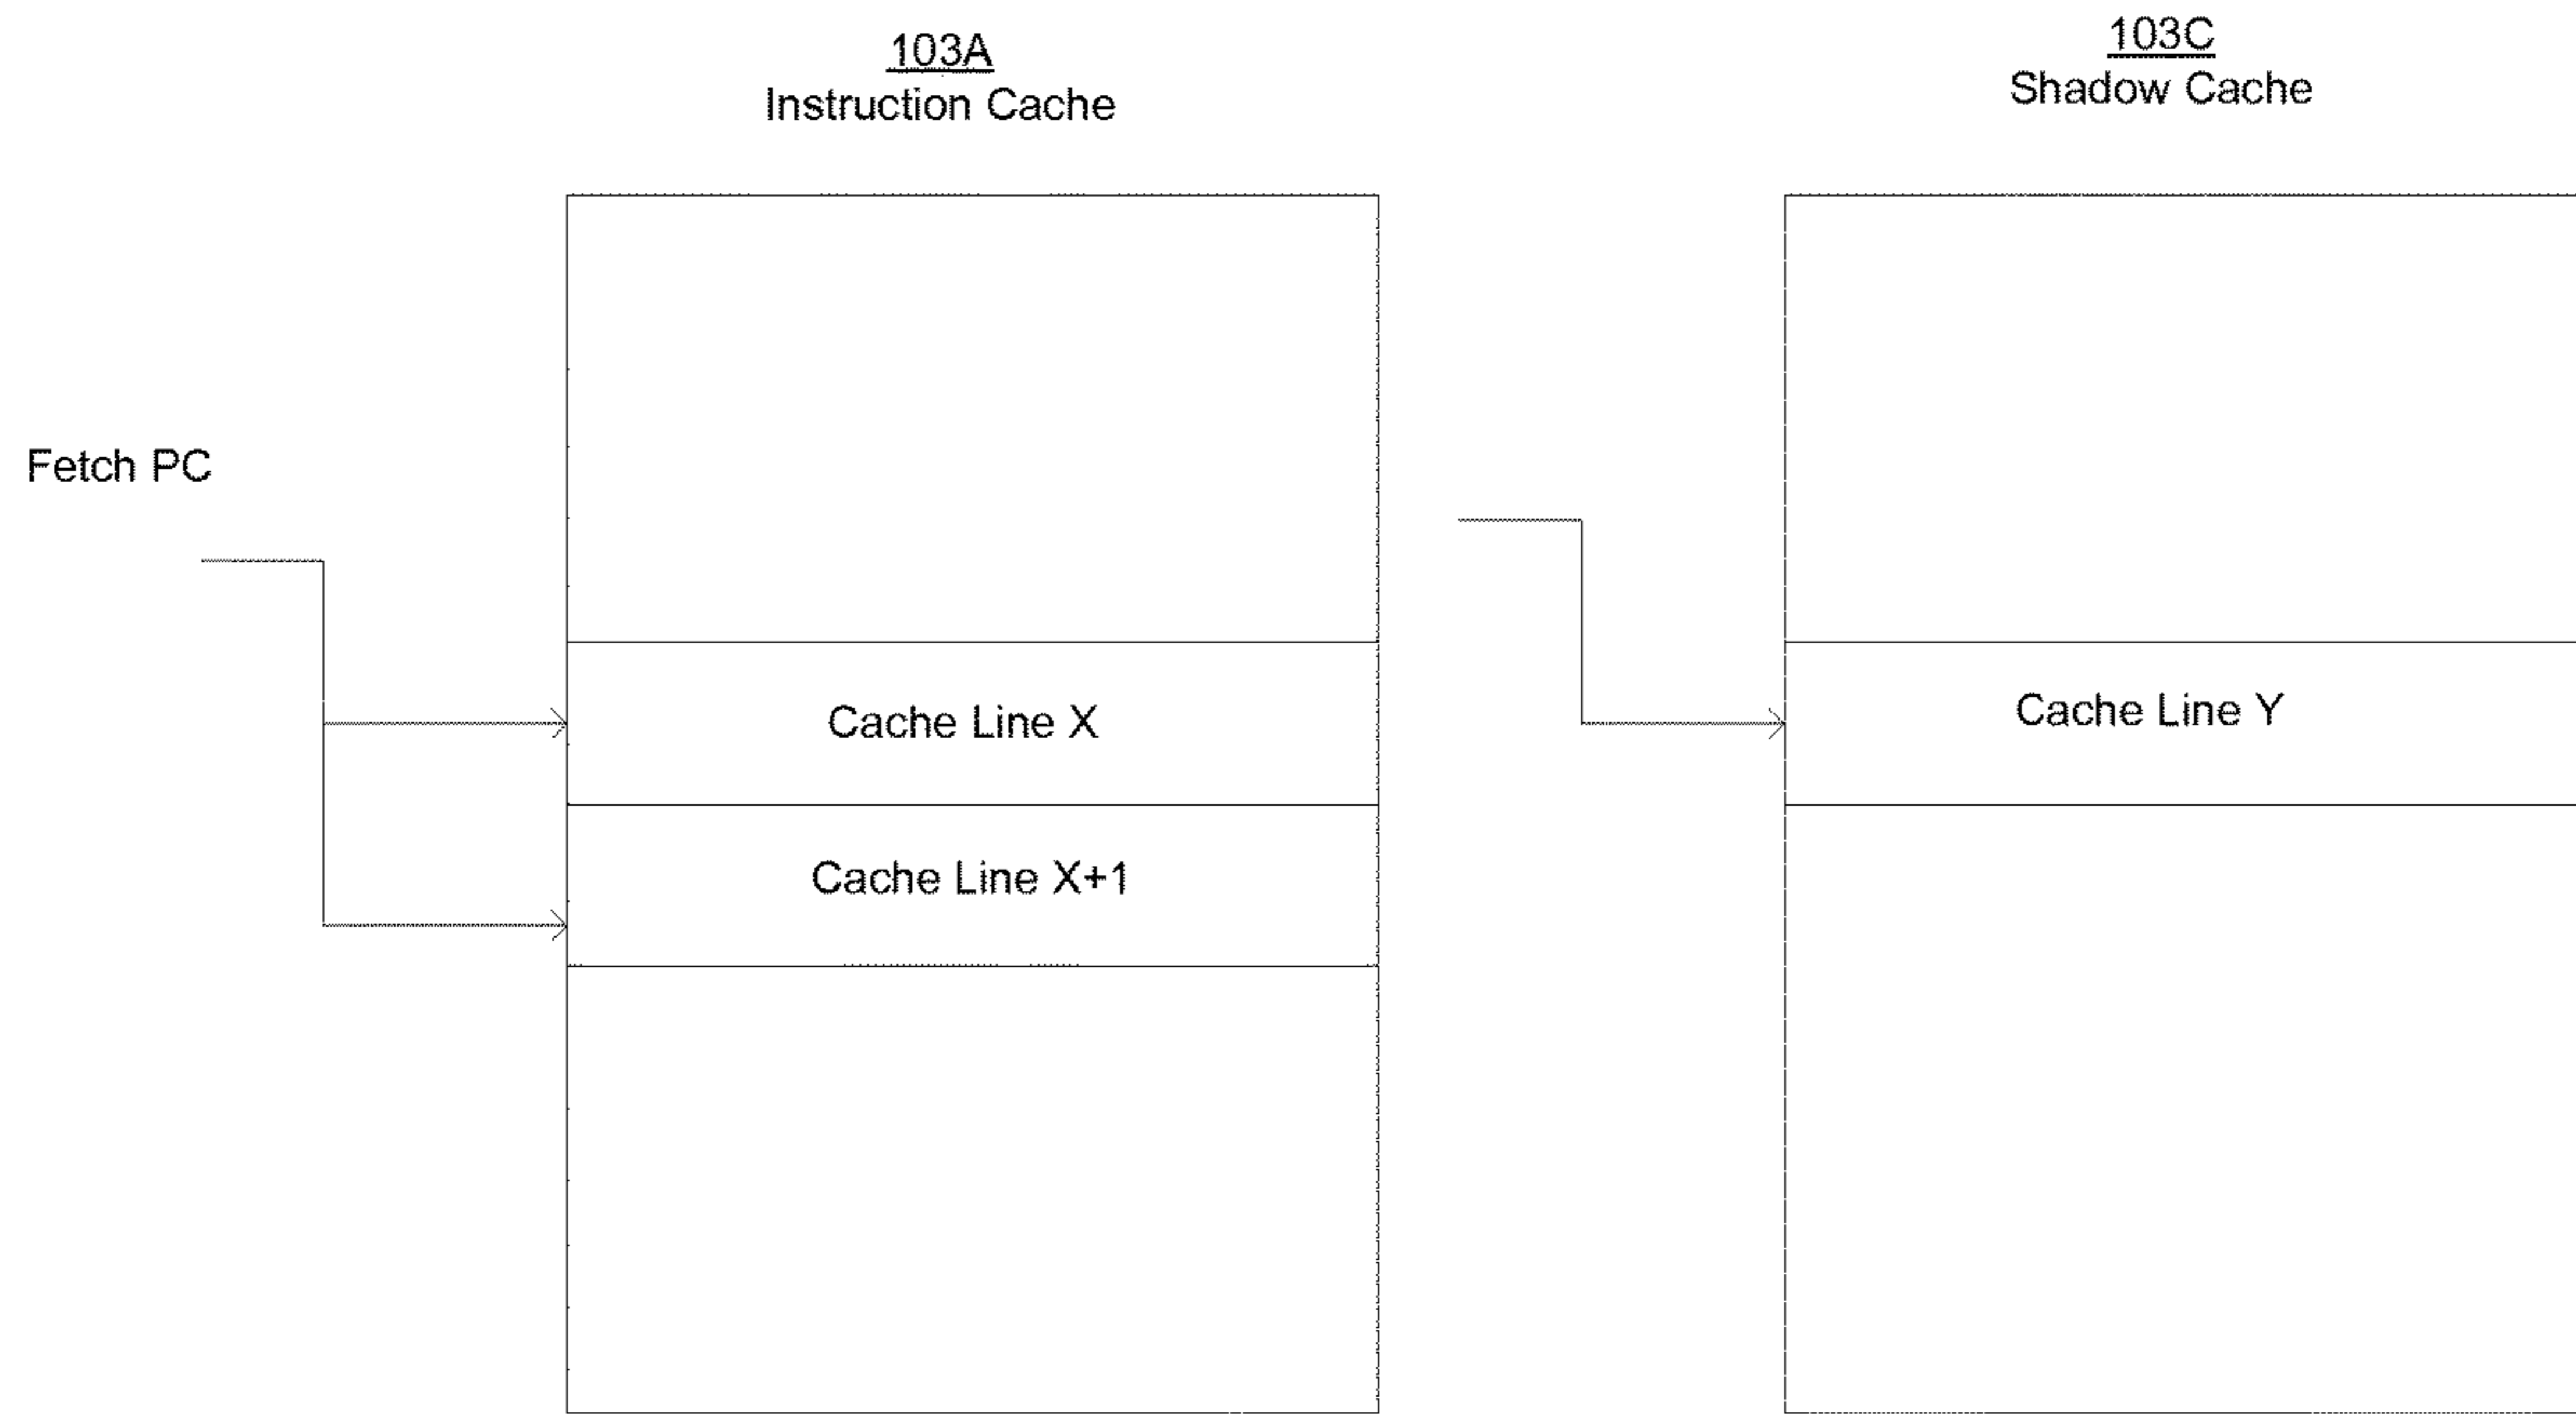 103A
Instruction Cache
103C
Shadow Cache
Fetch PC
Cache Line X
Cache Line Y
Cache Line X+1